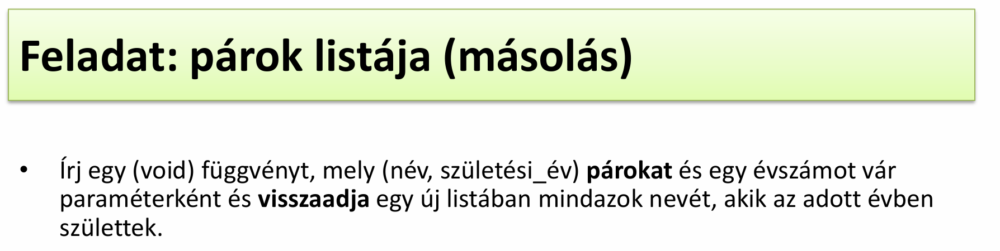 Feladat: párok listája (másolás)
• Írj egy (void) függvényt, mely (név, születési_év) párokat és egy évszámot vár
paraméterként és visszaadja egy új listában mindazok nevét, akik az adott évben
születtek.